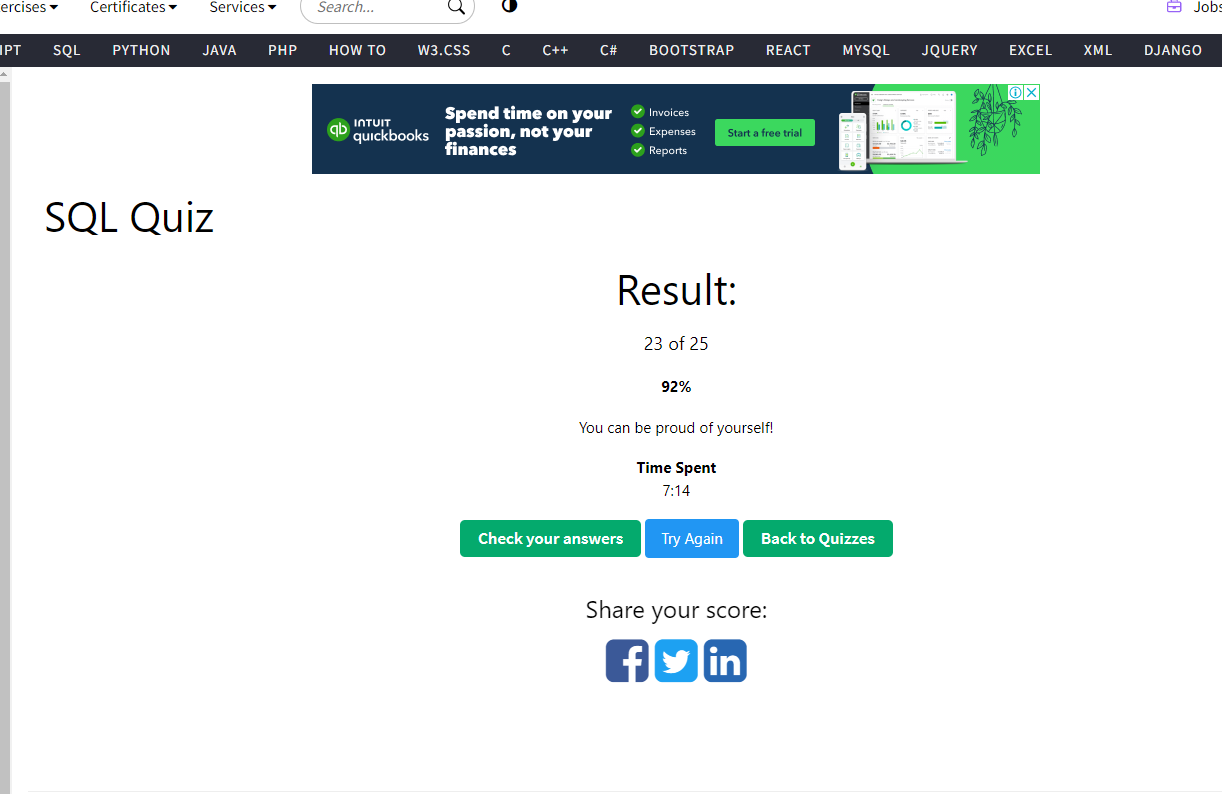 ercises Certificates Services Search... Jobs
IPT SQL PYTHON JAVA PHP HOW TO W3.CSS C C++ C# BOOTSTRAP REACT MYSQL JQUERY EXCEL XML DJANGO
INTUIT
quickbooks
Spend time on your
passion, not your
finances
Invoices
Expenses
Reports
Start a free trial
SQL Quiz
Result:
23 of 25
92%
You can be proud of yourself!
Time Spent
7:14
Check your answers Try Again Back to Quizzes
Share your score: